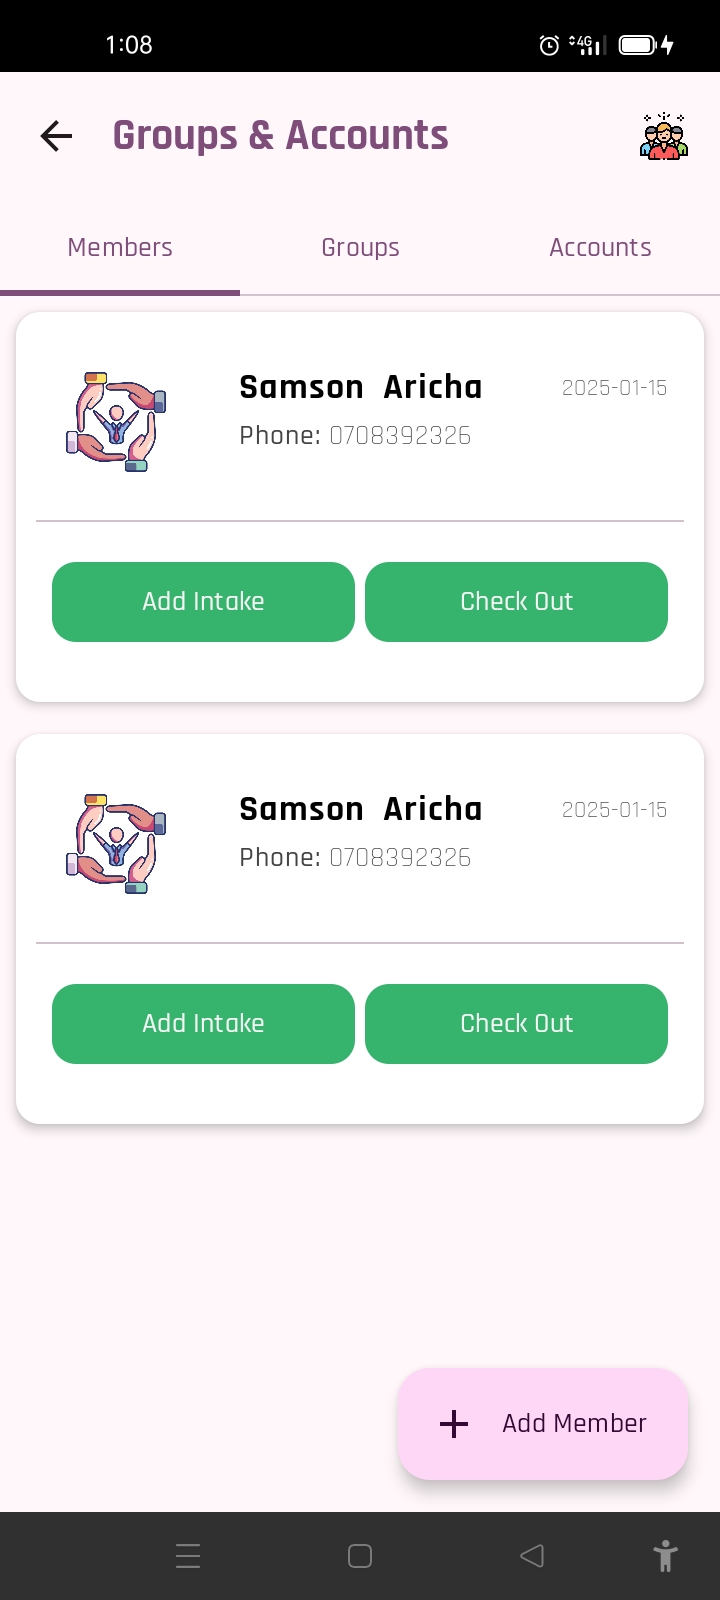 1:08
4G
Groups & Accounts
Members Groups Accounts
Samson Aricha 2025-01-15
Phone: 0708392326
Add Intake Check Out
Samson Aricha 2025-01-15
Phone: 0708392326
Add Intake Check Out
+ Add Member